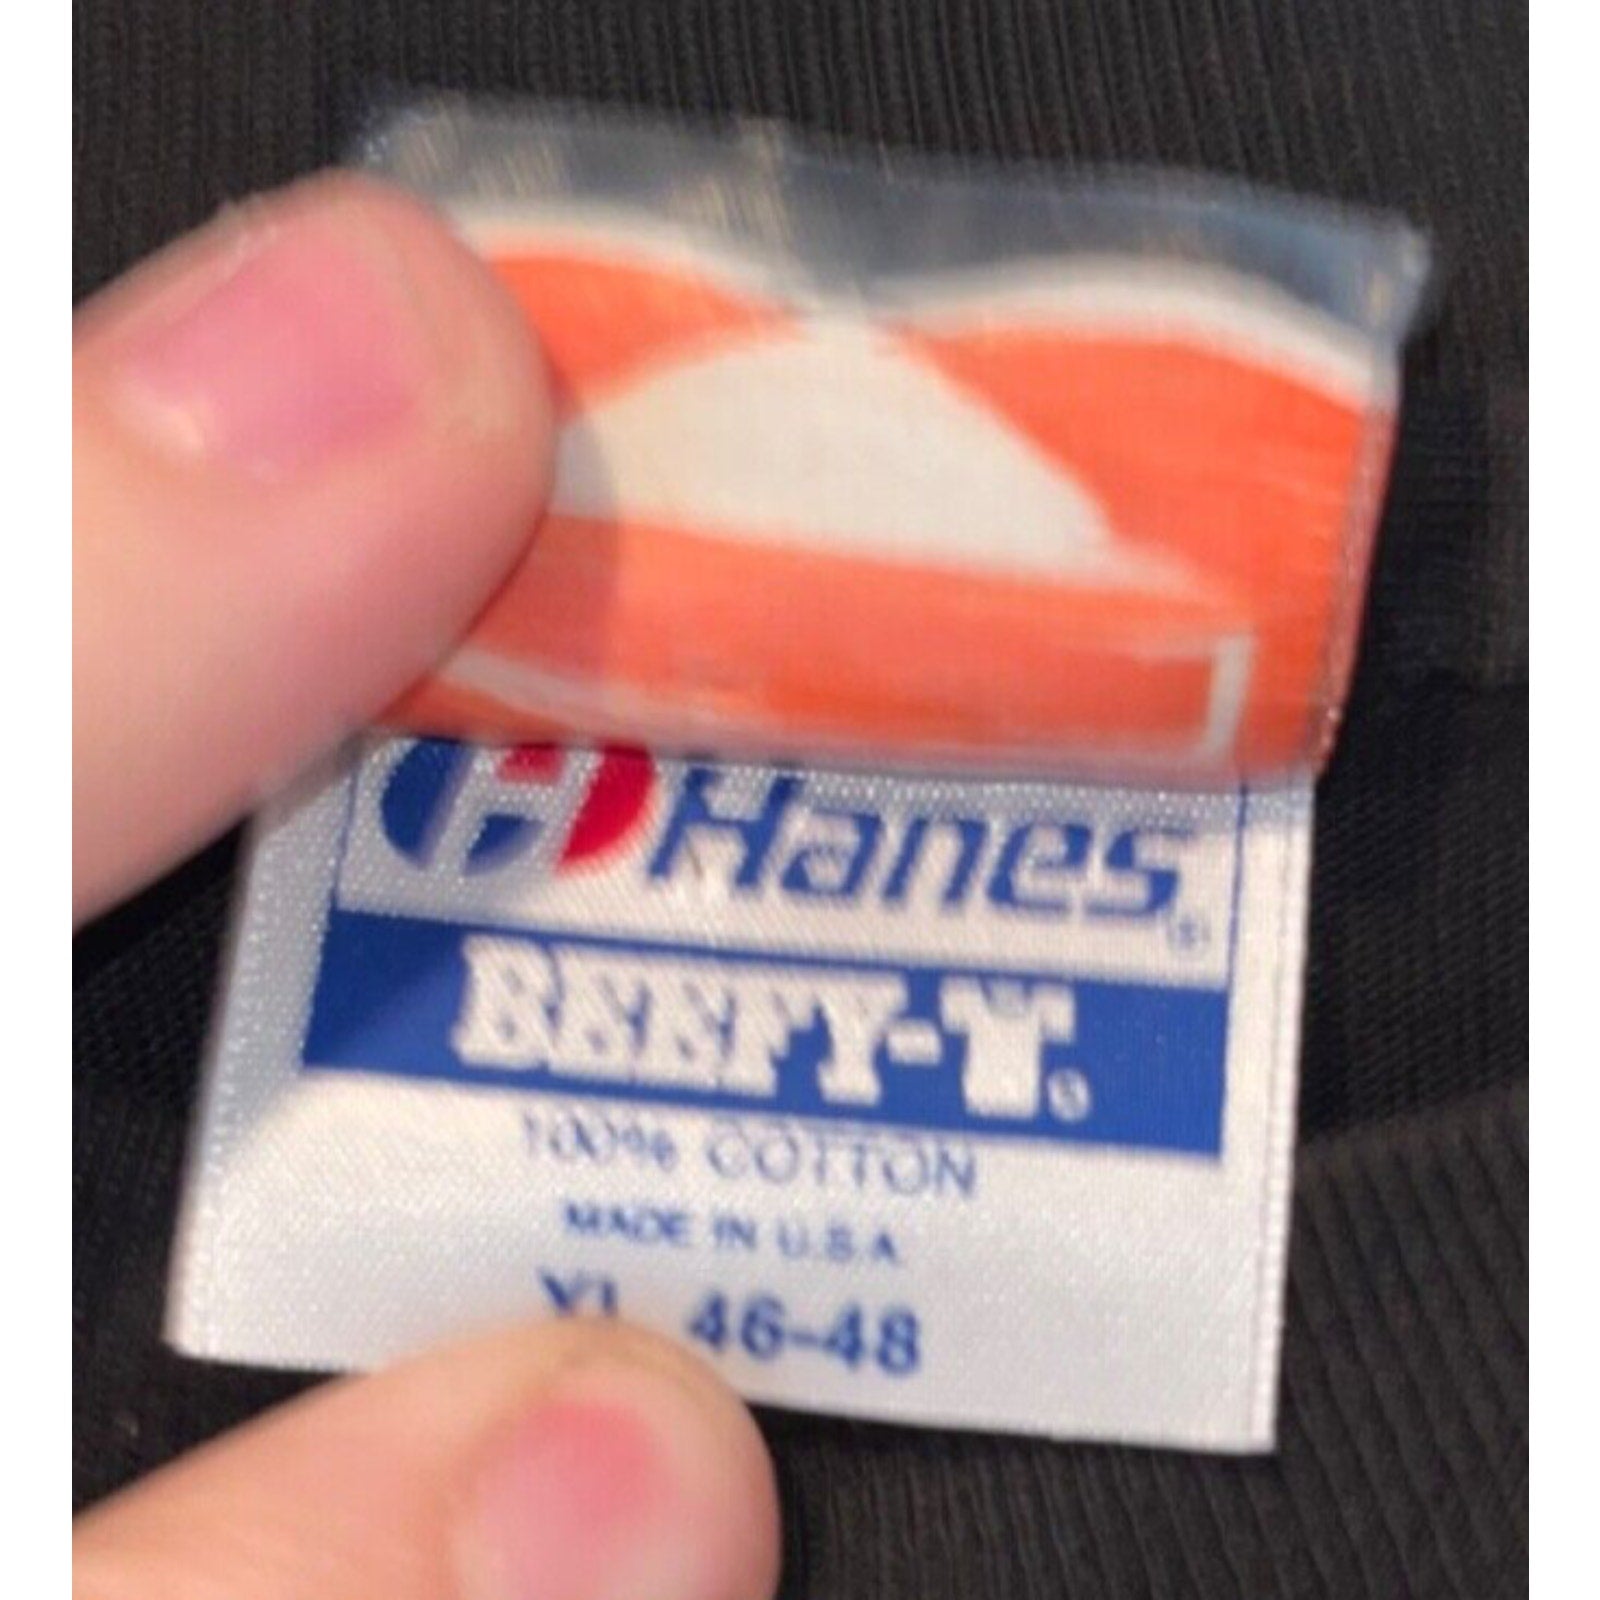 Hanes
BEEFY-T
100% COTTON
MADE IN U.S.A
XL 46-48